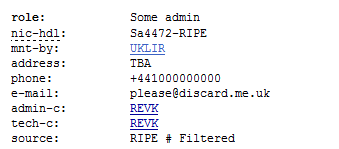 role: Some admin
nic-hdl: Sa4472-RIPE
mnt-by: UKLIR
address: TBA
phone: +441000000000
e-mail: please@discard.me.uk
admin-c: REVK
tech-c: REVK
source: RIPE # Filtered